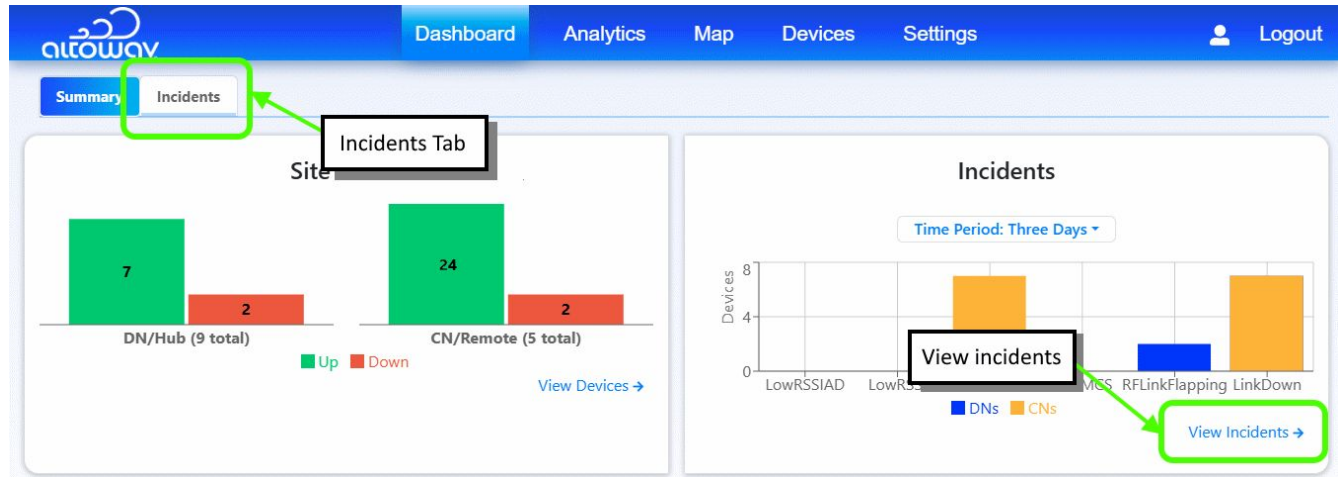 altoway
Dashboard Analytics Map Devices Settings Logout
Summary Incidents
Incidents Tab
Site
7
2
DN/Hub (9 total)
24
2
CN/Remote (5 total)
Up Down
View Devices →
Incidents
Time Period: Three Days
Devices
8
4
0
LowRSSIAD RFLinkFlapping LinkDown
View incidents
DNs CNs
View Incidents →